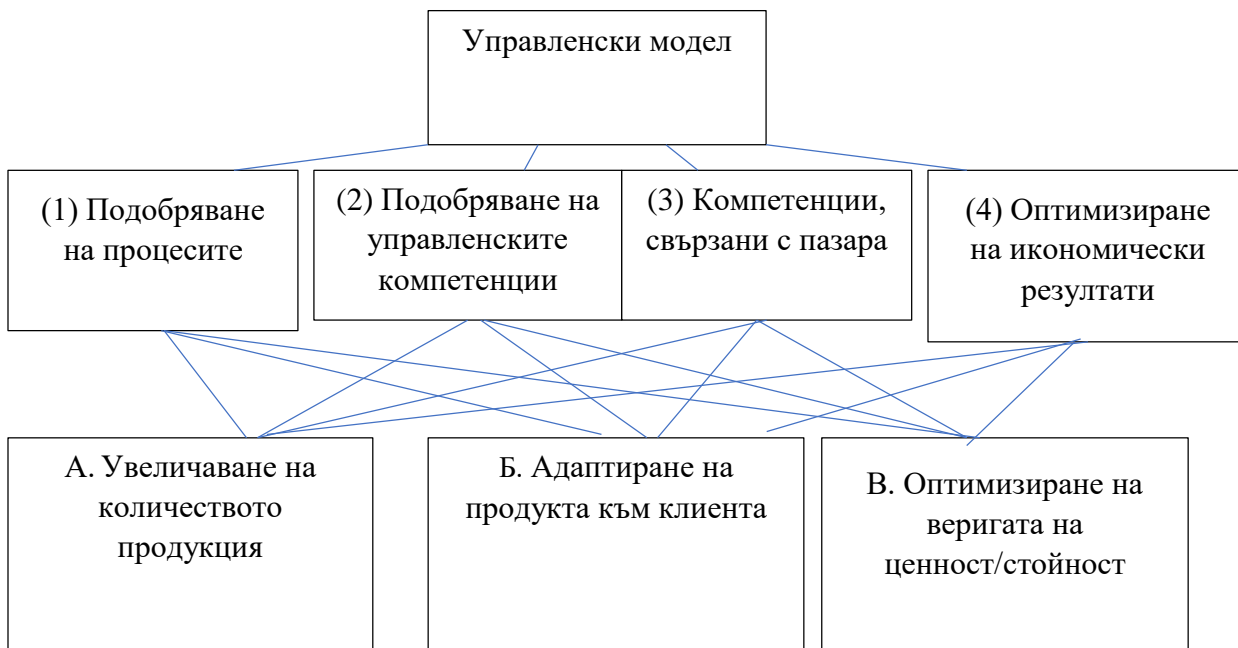 Управленски модел
(1) Подобряване
на процесите
(2) Подобряване на
управленските
компетенции
(3) Компетенции,
свързани с пазара
(4) Оптимизиране
на икономически
резултати
А. Увеличаване на
количеството
продукция
Б. Адаптиране на
продукта към клиента
В. Оптимизиране на
веригата на
ценност/стойност